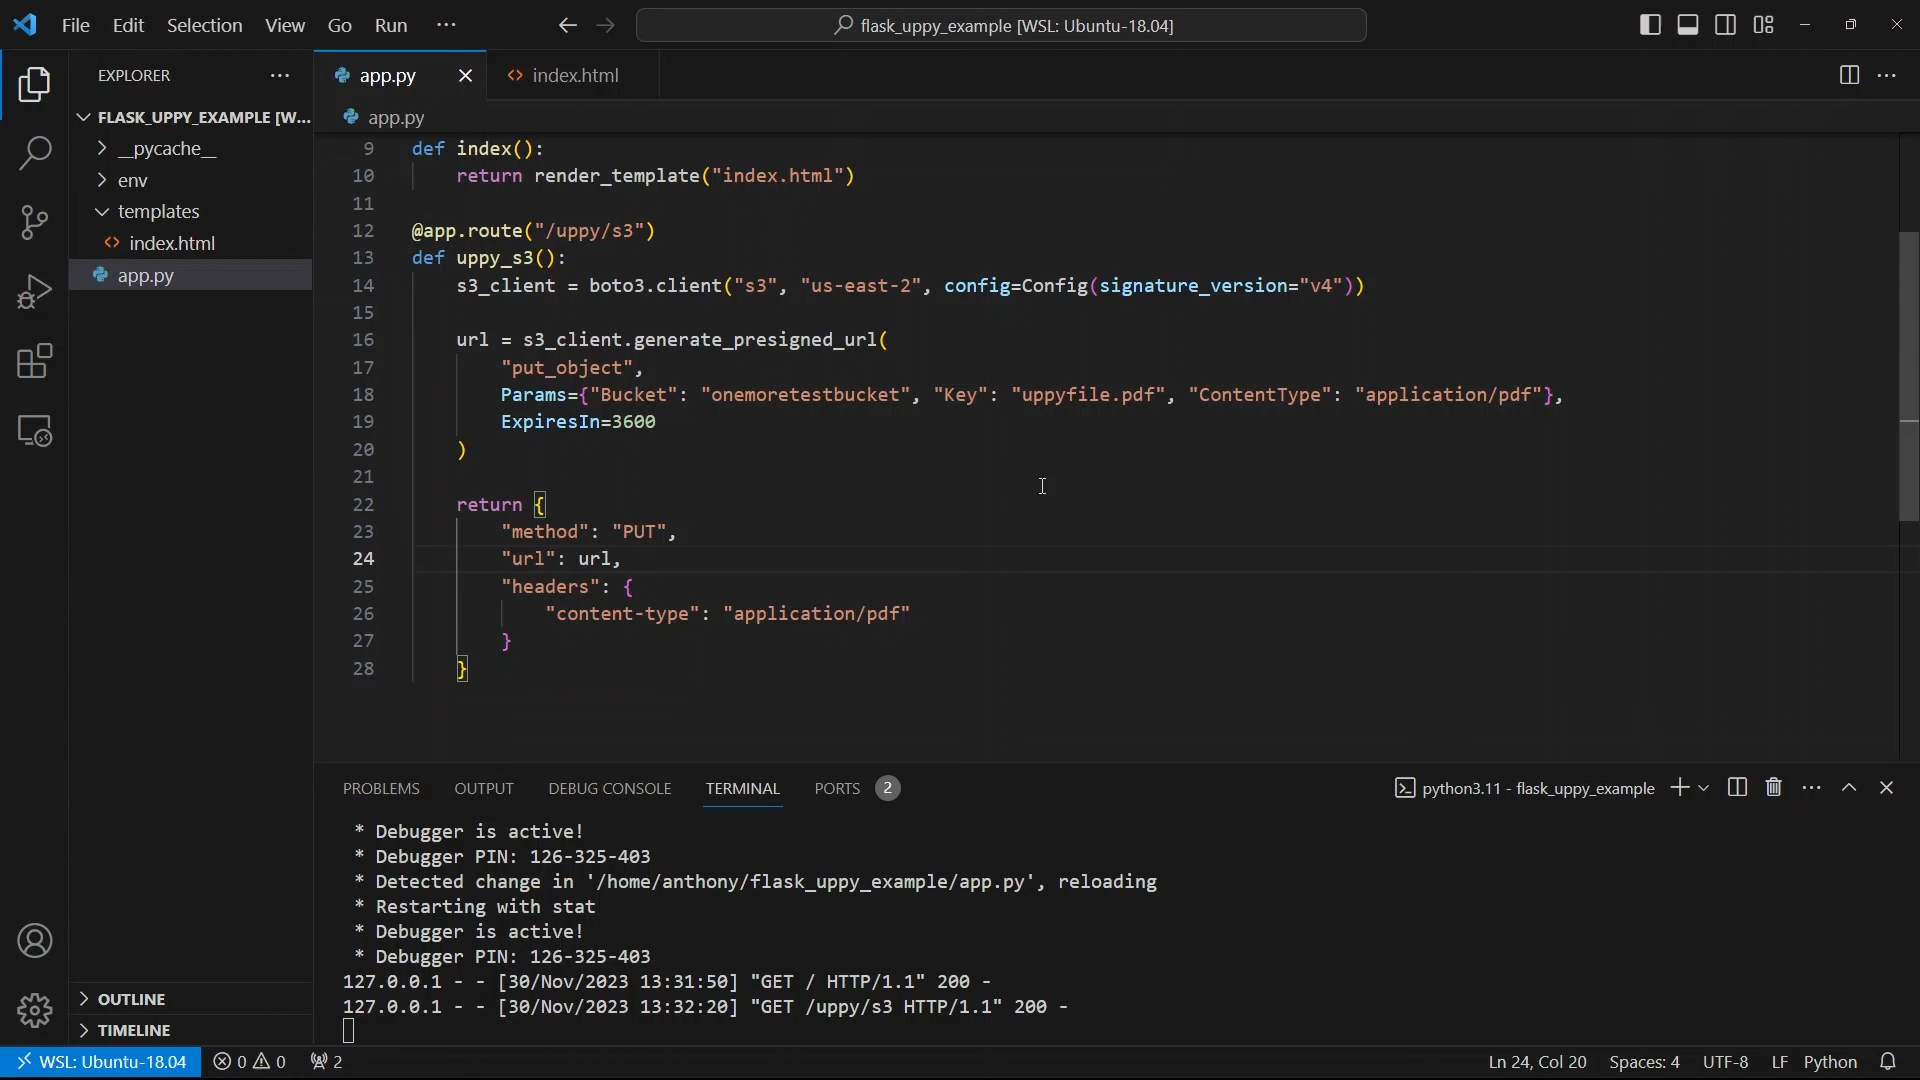 File Edit Selection View Go Run ···
flask_uppy_example [WSL: Ubuntu-18.04]
EXPLORER ···
FLASK_UPPY_EXAMPLE [W...
__pycache__
env
templates
index.html
app.py
app.py
index.html
app.py
9 def index():
10 return render_template("index.html")
11
12 @app.route("/uppy/s3")
13 def uppy_s3():
14 s3_client = boto3.client("s3", "us-east-2", config=Config(signature_version="v4"))
15
16 url = s3_client.generate_presigned_url(
17 "put_object",
18 Params={"Bucket": "onemoretestbucket", "Key": "uppyfile.pdf", "ContentType": "application/pdf"},
19 ExpiresIn=3600
20 )
21
22 return {
23 "method": "PUT",
24 "url": url,
25 "headers": {
26 "content-type": "application/pdf"
27 }
28 }
PROBLEMS OUTPUT DEBUG CONSOLE TERMINAL PORTS 2
python3.11 - flask_uppy_example
* Debugger is active!
* Debugger PIN: 126-325-403
* Detected change in '/home/anthony/flask_uppy_example/app.py', reloading
* Restarting with stat
* Debugger is active!
* Debugger PIN: 126-325-403
127.0.0.1 - - [30/Nov/2023 13:31:50] "GET / HTTP/1.1" 200 -
127.0.0.1 - - [30/Nov/2023 13:32:20] "GET /uppy/s3 HTTP/1.1" 200 -
OUTLINE
TIMELINE
WSL: Ubuntu-18.04 0 0 2
Ln 24, Col 20 Spaces: 4 UTF-8 LF Python